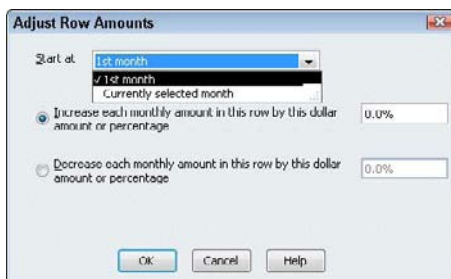 Adjust Row Amounts
Start at 1st month
✓ 1st month
Currently selected month
Increase each monthly amount in this row by this dollar 0.0%
amount or percentage
Decrease each monthly amount in this row by this dollar 0.0%
amount or percentage
OK Cancel Help